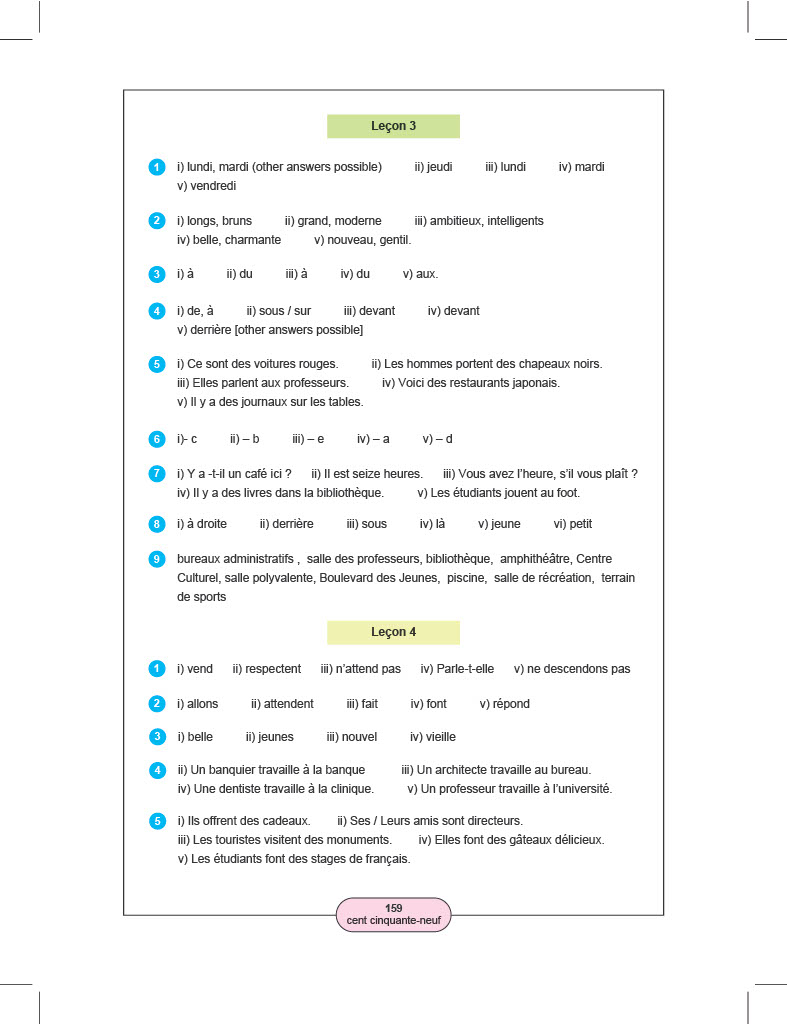 Leçon 3
1 i) lundi, mardi (other answers possible) ii) jeudi iii) lundi iv) mardi
v) vendredi
2 i) longs, bruns ii) grand, moderne iii) ambitieux, intelligents
iv) belle, charmante v) nouveau, gentil.
3 i) à ii) du iii) à iv) du v) aux.
4 i) de, à ii) sous / sur iii) devant iv) devant
v) derrière [other answers possible]
5 i) Ce sont des voitures rouges. ii) Les hommes portent des chapeaux noirs.
iii) Elles parlent aux professeurs. iv) Voici des restaurants japonais.
v) Il y a des journaux sur les tables.
6 i)- c ii) – b iii) – e iv) – a v) – d
7 i) Y a -t-il un café ici ? ii) Il est seize heures. iii) Vous avez l’heure, s’il vous plaît ?
iv) Il y a des livres dans la bibliothèque. v) Les étudiants jouent au foot.
8 i) à droite ii) derrière iii) sous iv) là v) jeune vi) petit
9 bureaux administratifs , salle des professeurs, bibliothèque, amphithéâtre, Centre
Culturel, salle polyvalente, Boulevard des Jeunes, piscine, salle de récréation, terrain
de sports
Leçon 4
1 i) vend ii) respectent iii) n’attend pas iv) Parle-t-elle v) ne descendons pas
2 i) allons ii) attendent iii) fait iv) font v) répond
3 i) belle ii) jeunes iii) nouvel iv) vieille
4 ii) Un banquier travaille à la banque iii) Un architecte travaille au bureau.
iv) Une dentiste travaille à la clinique. v) Un professeur travaille à l’université.
5 i) Ils offrent des cadeaux. ii) Ses / Leurs amis sont directeurs.
iii) Les touristes visitent des monuments. iv) Elles font des gâteaux délicieux.
v) Les étudiants font des stages de français.
159
cent cinquante-neuf